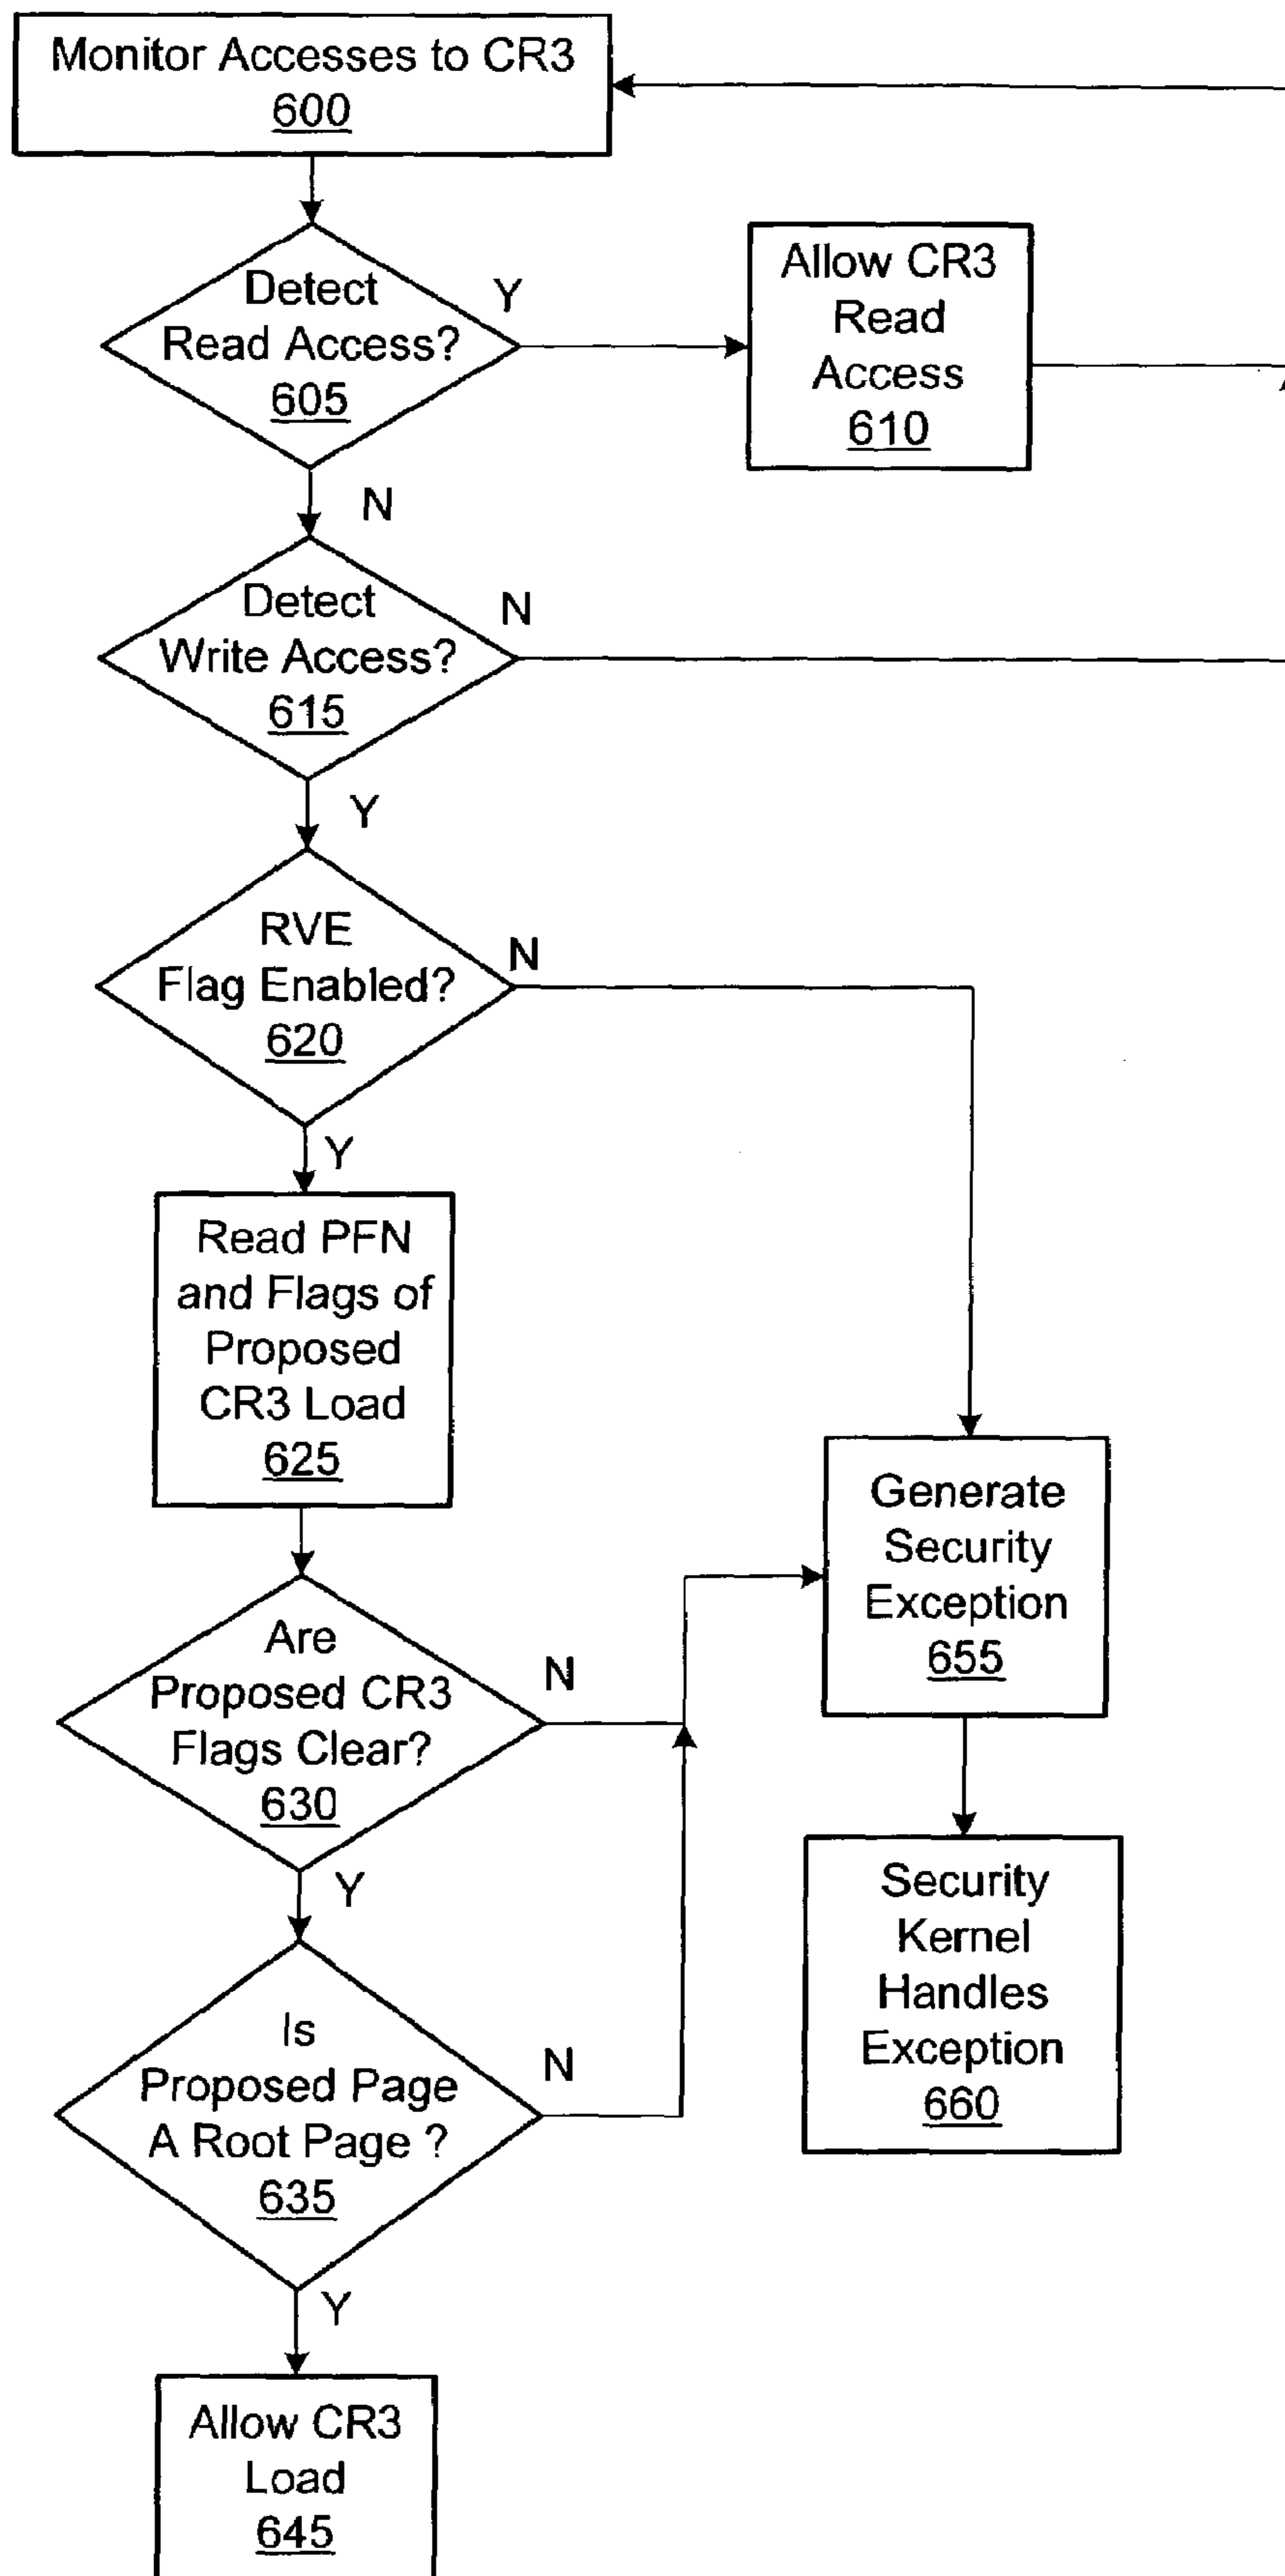 Monitor Accesses to CR3
600
Detect
Read Access?
605
Y
Allow CR3
Read
Access
610
N
Detect
Write Access?
615
N
Y
RVE
Flag Enabled?
620
N
Y
Read PFN
and Flags of
Proposed
CR3 Load
625
Generate
Security
Exception
655
Are
Proposed CR3
Flags Clear?
630
N
Y
Security
Kernel
Handles
Exception
660
Is
Proposed Page
A Root Page ?
635
N
Y
Allow CR3
Load
645